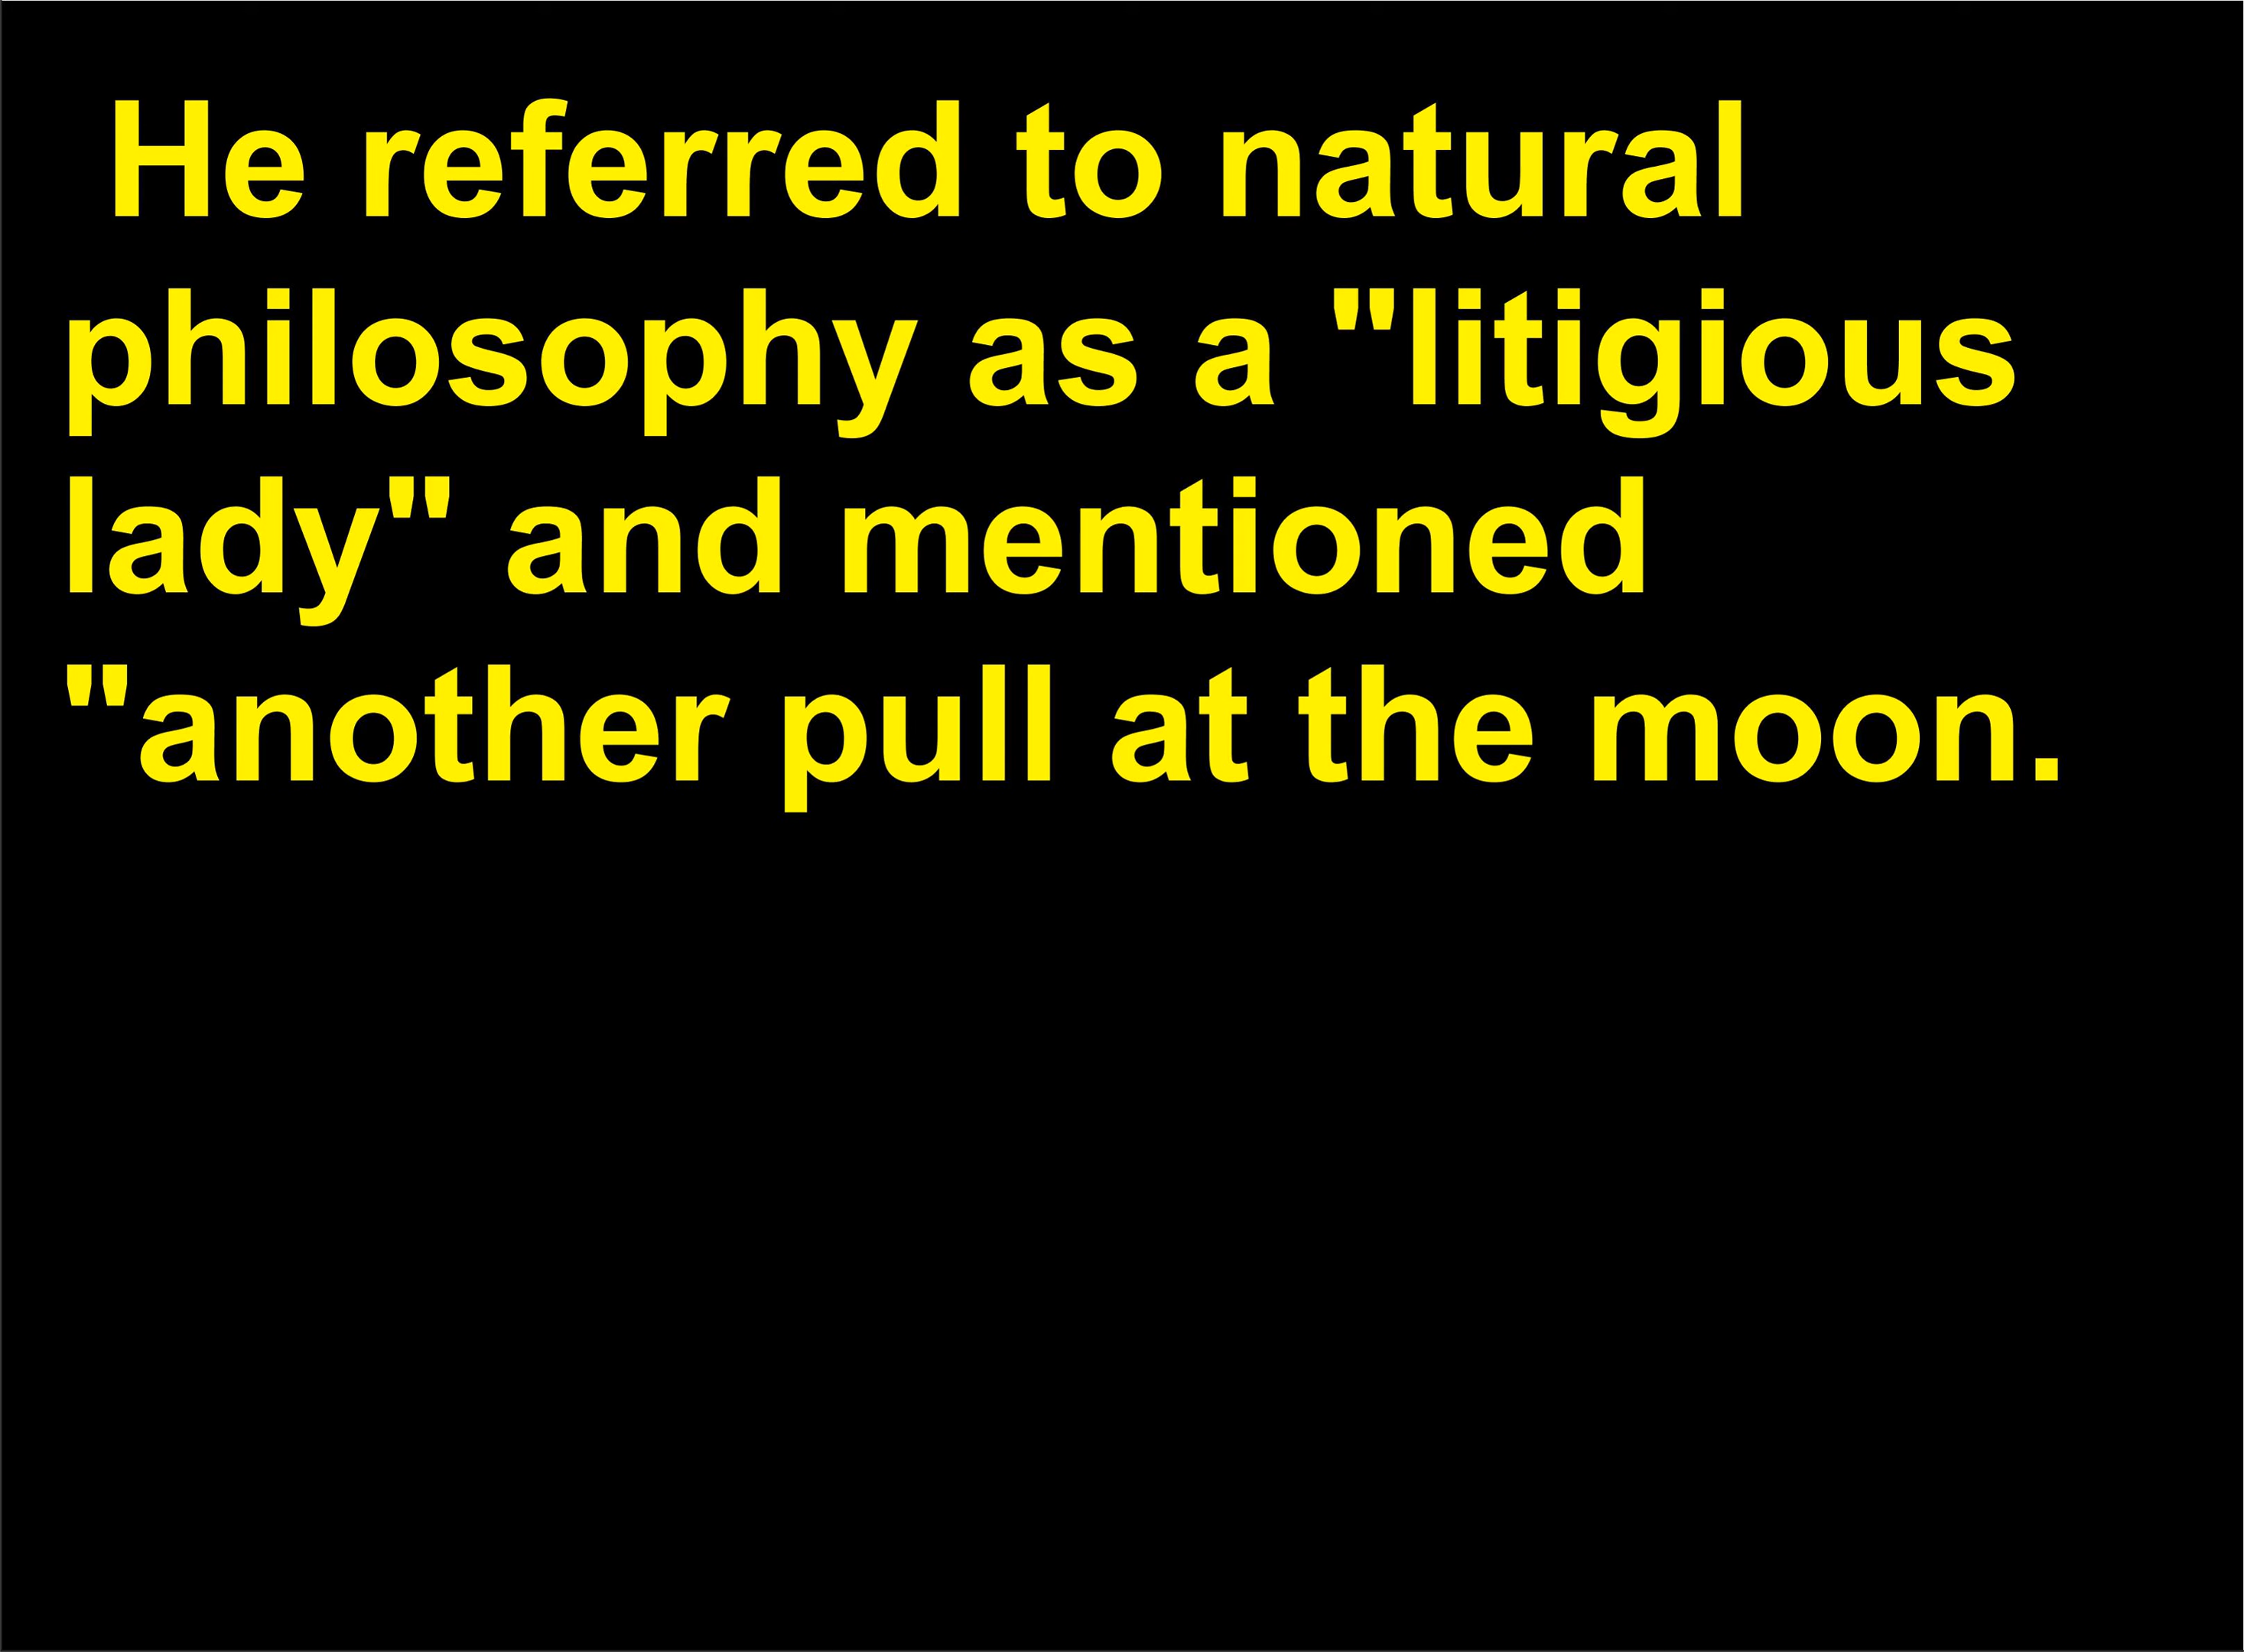 He referred to natural
philosophy as a "litigious
lady" and mentioned
"another pull at the moon.